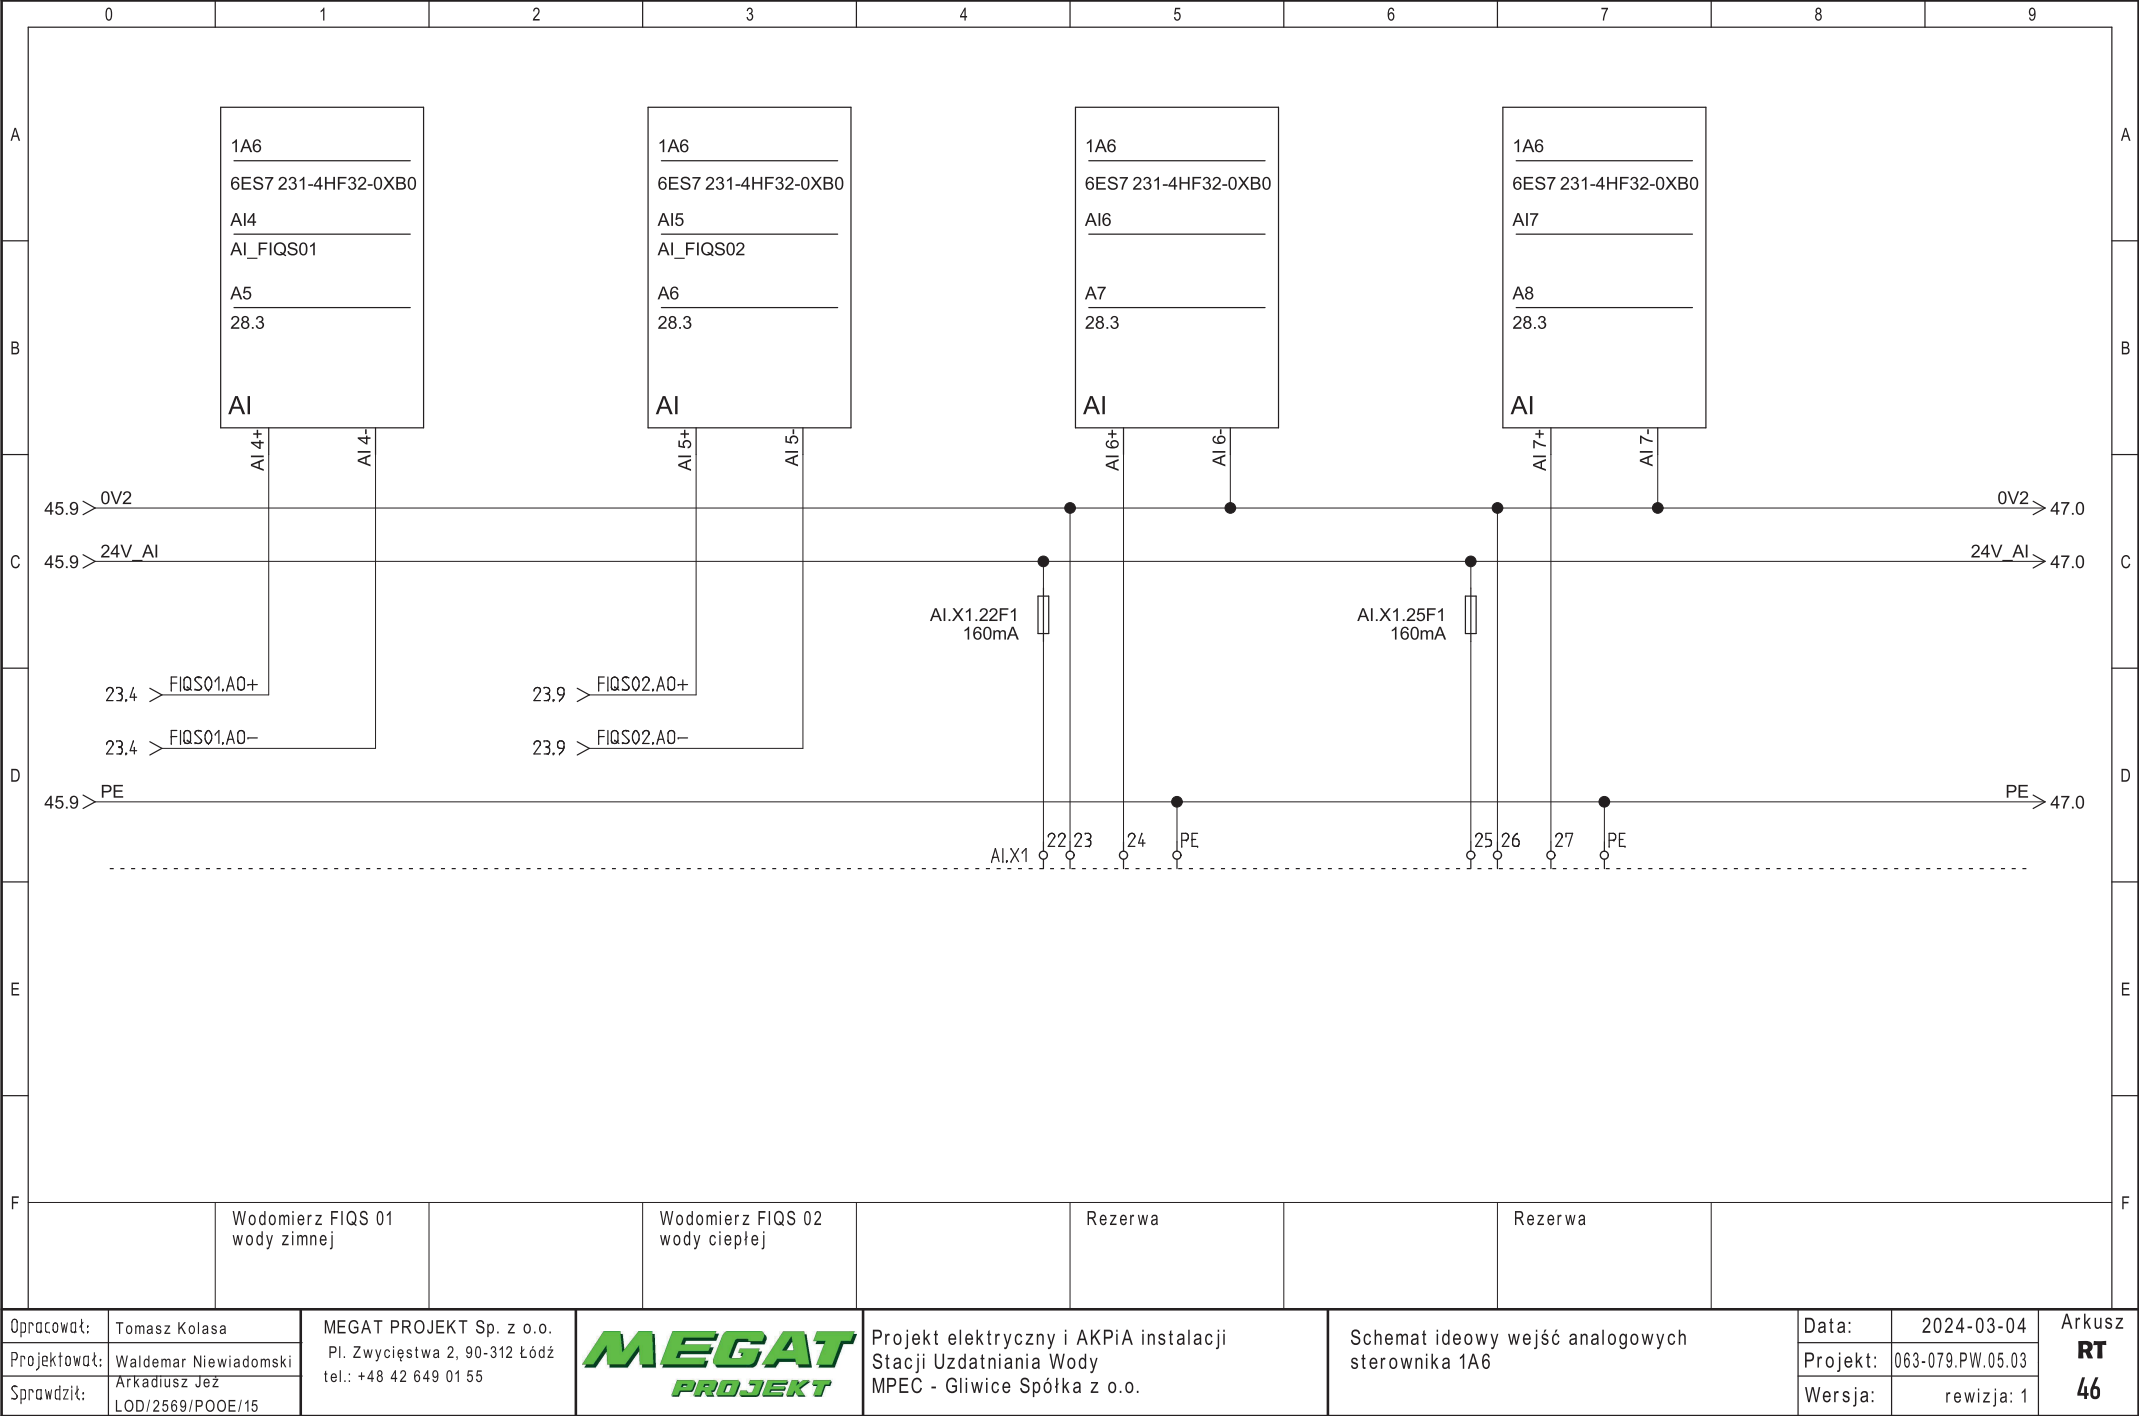 0 1 2 3 4 5 6 7 8 9
A A
1A6 1A6 1A6 1A6
6ES7 231-4HF32-0XB0 6ES7 231-4HF32-0XB0 6ES7 231-4HF32-0XB0 6ES7 231-4HF32-0XB0
AI4 AI5 AI6 AI7
AI_FIQS01 AI_FIQS02
A5 A6 A7 A8
28.3 28.3 28.3 28.3
B B
AI AI AI AI
AI 4+ AI 4- AI 5+ AI 5- AI 6+ AI 6- AI 7+ AI 7-
45.9 0V2 0V2 47.0
C 45.9 24V_AI 24V_AI 47.0 C
AI.X1.22F1 AI.X1.25F1
160mA 160mA
23.4 FIQS01.AO+ 23.9 FIQS02.AO+
23.4 FIQS01.AO- 23.9 FIQS02.AO-
D D
45.9 PE PE 47.0
AI.X1 22 23 24 PE 25 26 27 PE
E E
F F
Wodomierz FIQS 01
wody zimnej
Wodomierz FIQS 02
wody ciepłej
Rezerwa
Rezerwa
Opracował: Tomasz Kolasa
Projektował: Waldemar Niewiadomski
Sprawdził: Arkadiusz Jeż
LOD/2569/POOE/15
MEGAT PROJEKT Sp. z o.o.
Pl. Zwycięstwa 2, 90-312 Łódź
tel.: +48 42 649 01 55
MEGAT
PROJEKT
Projekt elektryczny i AKPiA instalacji
Stacji Uzdatniania Wody
MPEC - Gliwice Spółka z o.o.
Schemat ideowy wejść analogowych
sterownika 1A6
Data: 2024-03-04
Projekt: 063-079.PW.05.03
Wersja: rewizja: 1
Arkusz
RT
46